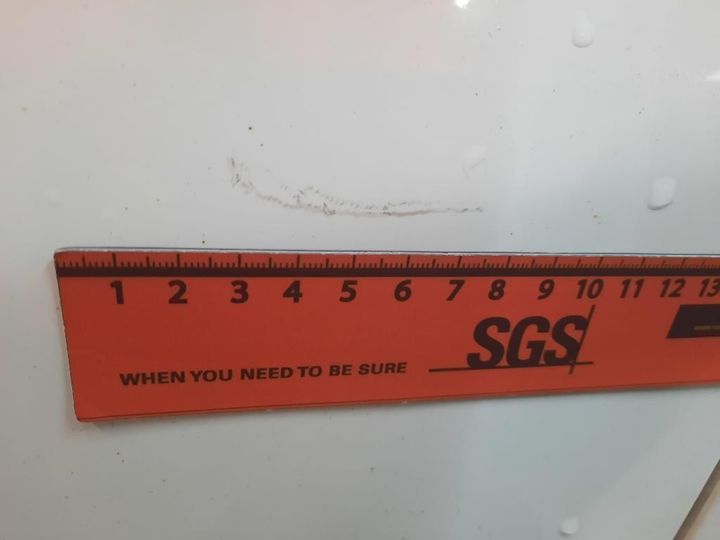 1 2 3 4 5 6 7 8 9 10 11 12 13
SGS
WHEN YOU NEED TO BE SURE